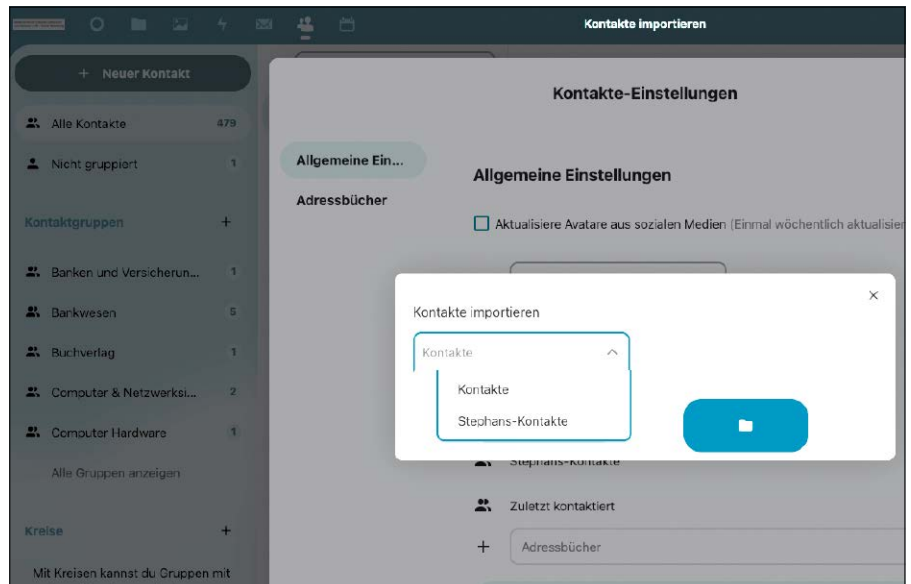 Kontakte importieren
+ Neuer Kontakt
Alle Kontakte 479
Nicht gruppiert 1
Kontaktgruppen +
Banken und Versicherun... 1
Bankwesen 5
Buchverlag 1
Computer & Netzwerksi... 2
Computer Hardware 1
Alle Gruppen anzeigen
Kreise +
Mit Kreisen kannst du Gruppen mit
Kontakte-Einstellungen
Allgemeine Ein...
Adressbücher
Allgemeine Einstellungen
Aktualisiere Avatare aus sozialen Medien (Einmal wöchentlich aktualisier
Kontakte importieren
Kontakte
Kontakte
Stephans-Kontakte
Stephans-Kontakte
Zuletzt kontaktiert
+ Adressbücher